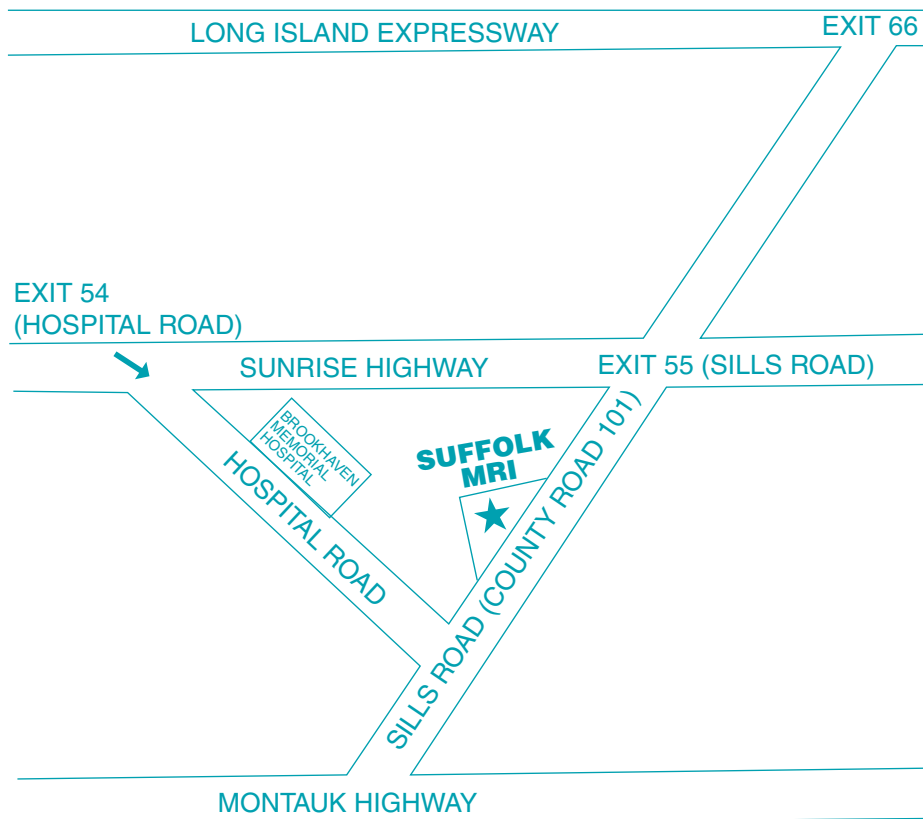 LONG ISLAND EXPRESSWAY
EXIT 66
EXIT 54
(HOSPITAL ROAD)
SUNRISE HIGHWAY
EXIT 55 (SILLS ROAD)
BROOKHAVEN
MEMORIAL
HOSPITAL
SUFFOLK
MRI
HOSPITAL ROAD
SILLS ROAD (COUNTY ROAD 101)
MONTAUK HIGHWAY